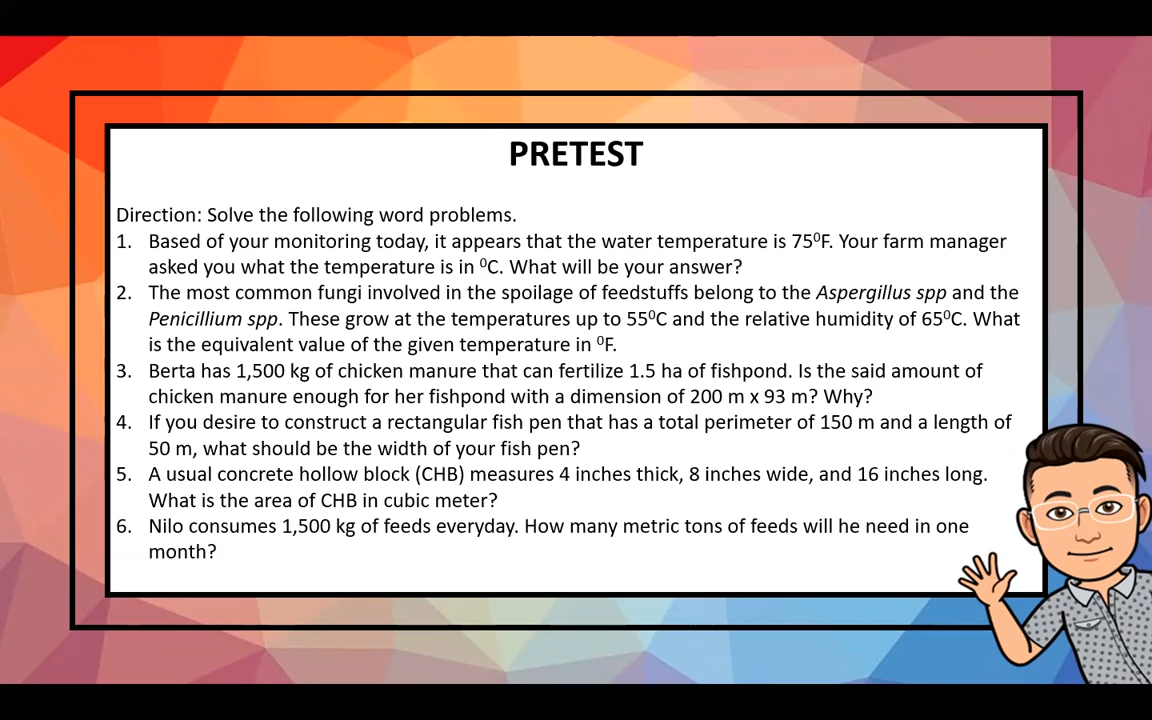 PRETEST
Direction: Solve the following word problems.
1. Based of your monitoring today, it appears that the water temperature is 75⁰F. Your farm manager
asked you what the temperature is in ⁰C. What will be your answer?
2. The most common fungi involved in the spoilage of feedstuffs belong to the Aspergillus spp and the
Penicillium spp. These grow at the temperatures up to 55⁰C and the relative humidity of 65⁰C. What
is the equivalent value of the given temperature in ⁰F.
3. Berta has 1,500 kg of chicken manure that can fertilize 1.5 ha of fishpond. Is the said amount of
chicken manure enough for her fishpond with a dimension of 200 m x 93 m? Why?
4. If you desire to construct a rectangular fish pen that has a total perimeter of 150 m and a length of
50 m, what should be the width of your fish pen?
5. A usual concrete hollow block (CHB) measures 4 inches thick, 8 inches wide, and 16 inches long.
What is the area of CHB in cubic meter?
6. Nilo consumes 1,500 kg of feeds everyday. How many metric tons of feeds will he need in one
month?